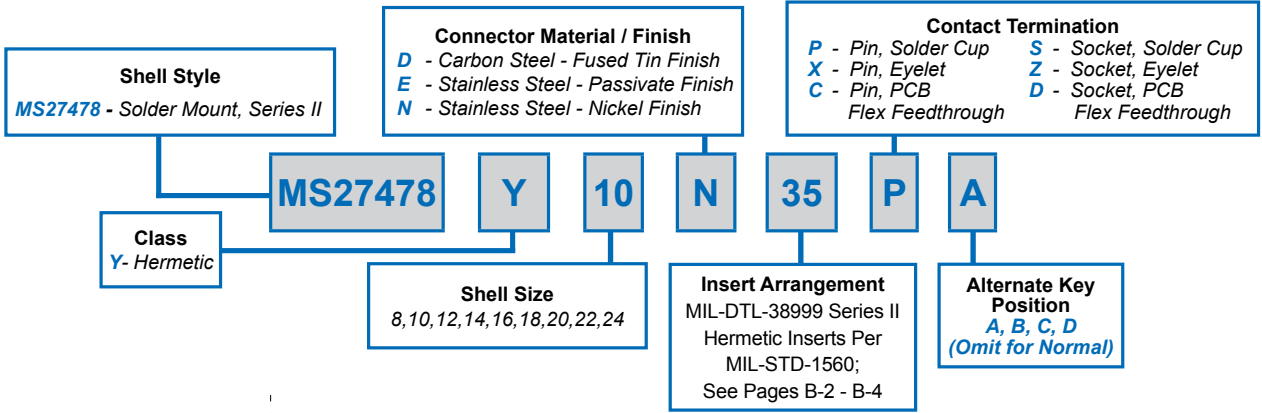 Shell Style
MS27478 - Solder Mount, Series II
Connector Material / Finish
D - Carbon Steel - Fused Tin Finish
E - Stainless Steel - Passivate Finish
N - Stainless Steel - Nickel Finish
Contact Termination
P - Pin, Solder Cup
X - Pin, Eyelet
C - Pin, PCB
Flex Feedthrough
S - Socket, Solder Cup
Z - Socket, Eyelet
D - Socket, PCB
Flex Feedthrough
MS27478 Y 10 N 35 P A
Class
Y- Hermetic
Shell Size
8,10,12,14,16,18,20,22,24
Insert Arrangement
MIL-DTL-38999 Series II
Hermetic Inserts Per
MIL-STD-1560;
See Pages B-2 - B-4
Alternate Key
Position
A, B, C, D
(Omit for Normal)